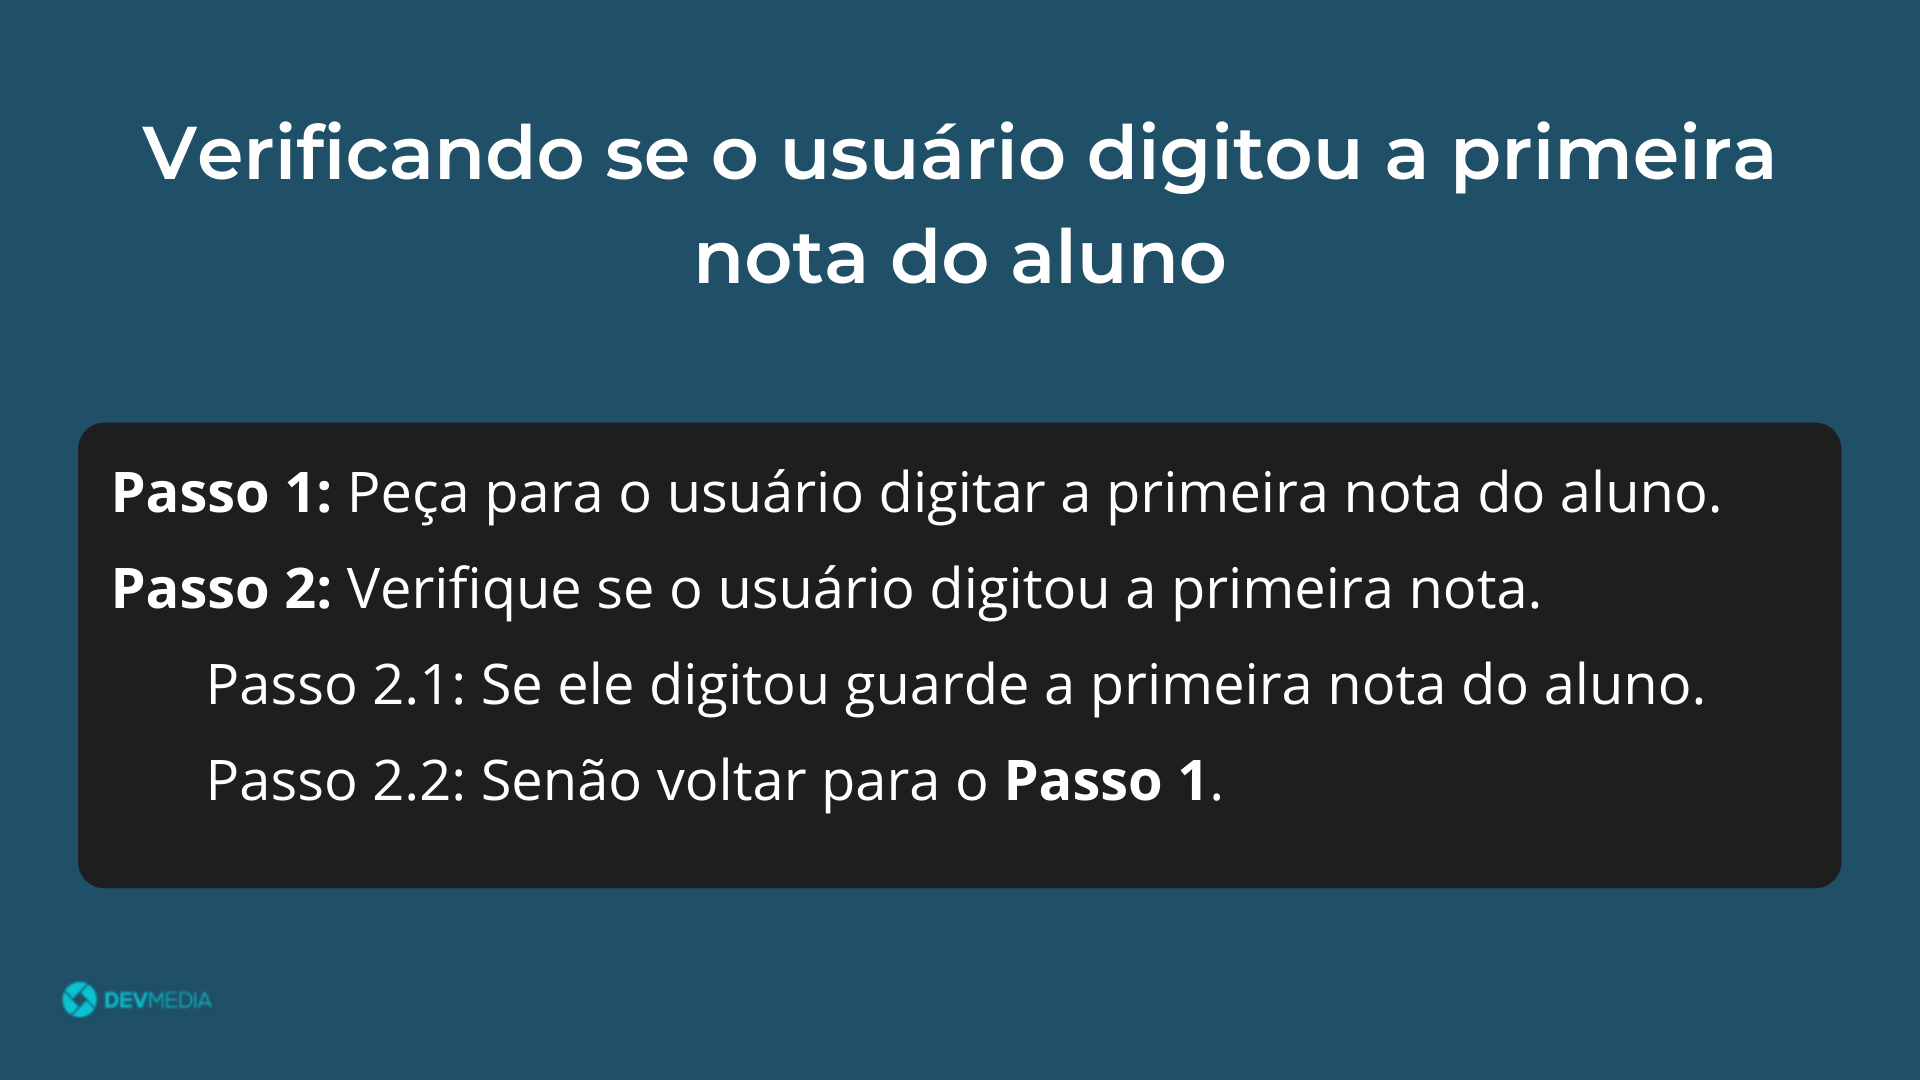 Verificando se o usuário digitou a primeira
nota do aluno
Passo 1: Peça para o usuário digitar a primeira nota do aluno.
Passo 2: Verifique se o usuário digitou a primeira nota.
Passo 2.1: Se ele digitou guarde a primeira nota do aluno.
Passo 2.2: Senão voltar para o Passo 1.
DEVMEDIA